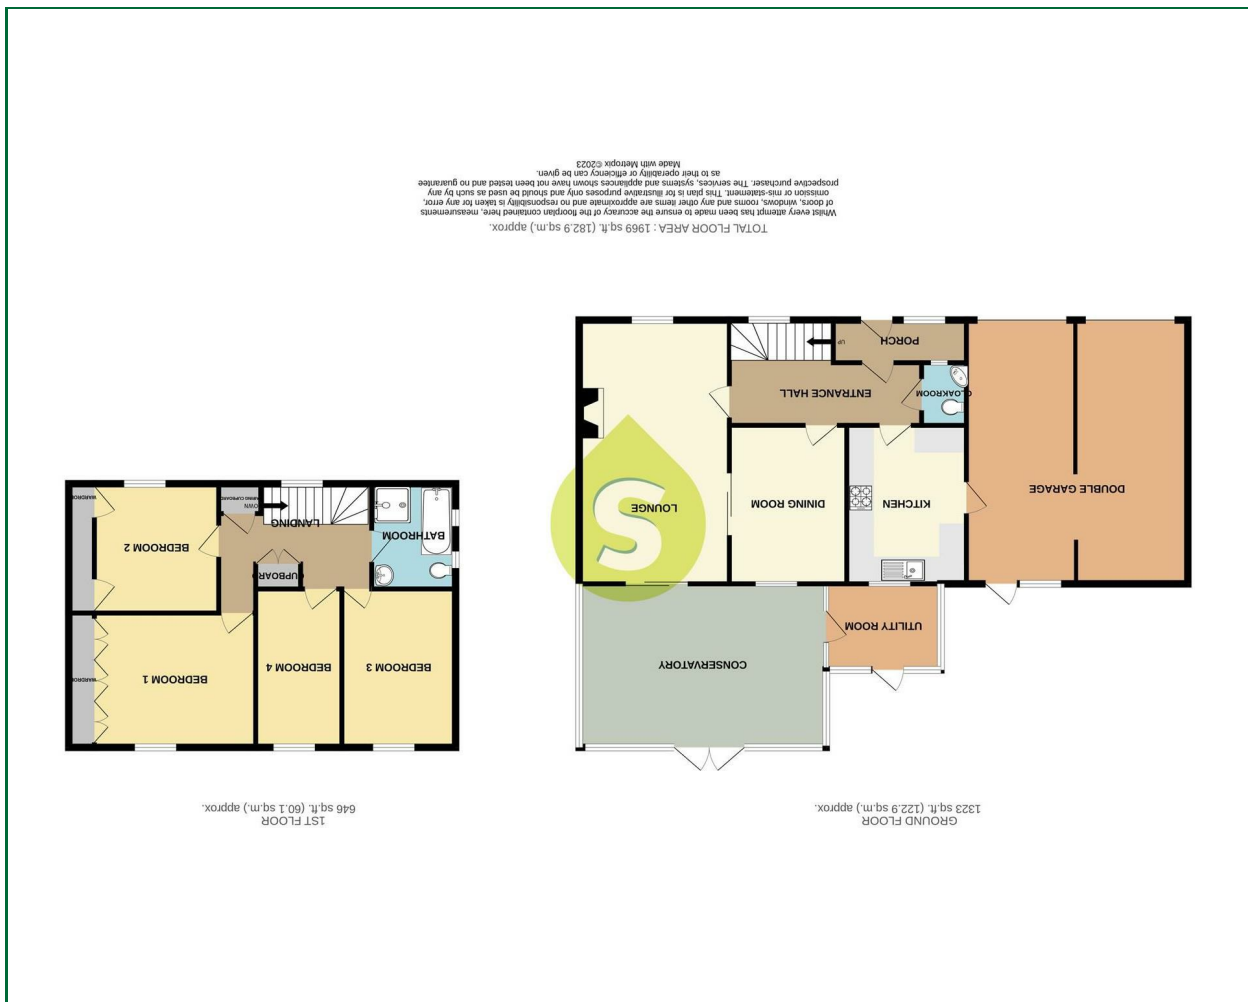 GROUND FLOOR
1323 sq.ft. (122.9 sq.m.) approx.
1ST FLOOR
646 sq.ft. (60.1 sq.m.) approx.
CONSERVATORY
UTILITY ROOM
LOUNGE
DINING ROOM
KITCHEN
DOUBLE GARAGE
ENTRANCE HALL
CLOAKROOM
PORCH
UP
S
BEDROOM 3
BEDROOM 4
BEDROOM 1
WARDROBE
CUPBOARD
BEDROOM 2
BATHROOM
LANDING
DOWN
AIRING CUPBOARD
WARDROBE
TOTAL FLOOR AREA : 1969 sq.ft. (182.9 sq.m.) approx.
Whilst every attempt has been made to ensure the accuracy of the floorplan contained here, measurements
of doors, windows, rooms and any other items are approximate and no responsibility is taken for any error,
omission or mis-statement. This plan is for illustrative purposes only and should be used as such by any
prospective purchaser. The services, systems and appliances shown have not been tested and no guarantee
as to their operability or efficiency can be given.
Made with Metropix ©2023